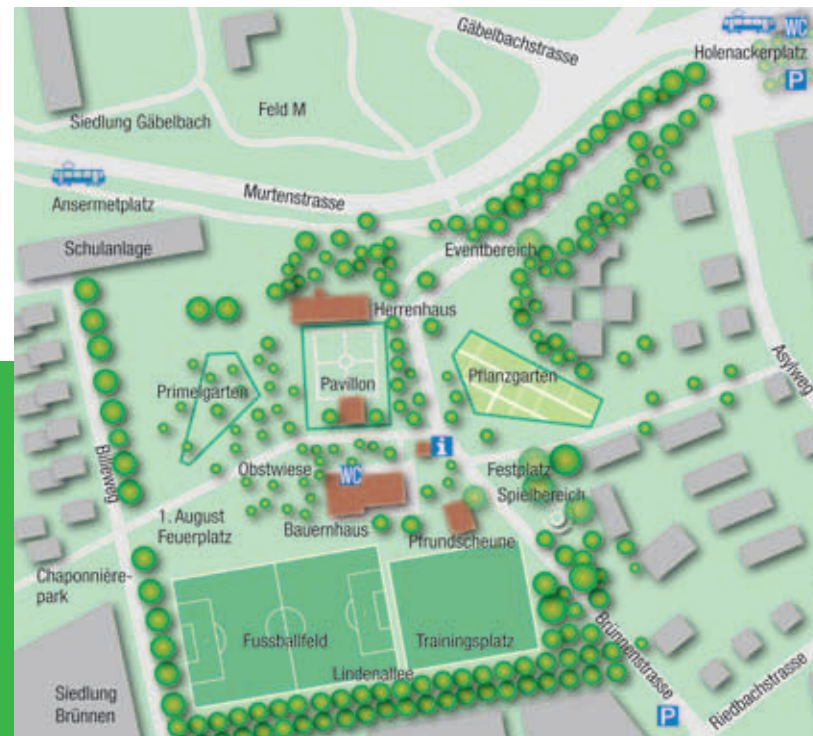 Gäbelbachstrasse
WC
Holenackerplatz
P
Feld M
Siedlung Gäbelbach
Murtenstrasse
Ansermetplatz
Schulanlage
Eventbereich
Herrenhaus
Asylweg
Primelgarten
Pavillon
Pflanzgarten
Billeweg
i
Obstwiese
WC
Festplatz
Spielbereich
1. August
Feuerplatz
Bauernhaus
Pfrundscheune
Chaponnière-
park
Fussballfeld
Trainingsplatz
Brünnenstrasse
Lindenallee
Siedlung
Brünnen
P
Riedbachstrasse